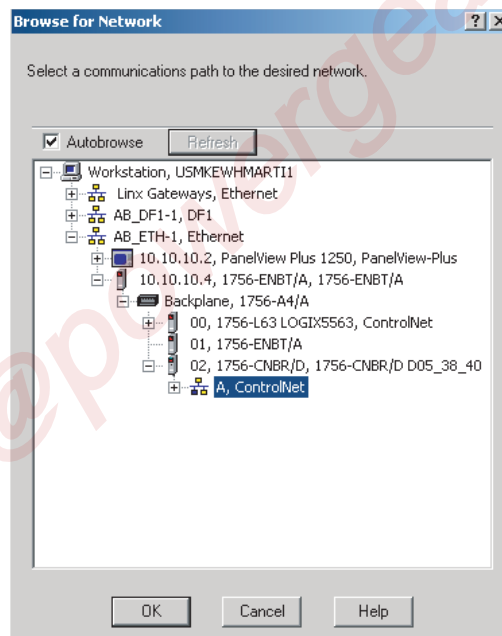 Browse for Network
Select a communications path to the desired network.
Autobrowse
Refresh
Workstation, USMKEWHMARTI1
Linx Gateways, Ethernet
AB_DF1-1, DF1
AB_ETH-1, Ethernet
10.10.10.2, PanelView Plus 1250, PanelView-Plus
10.10.10.4, 1756-ENBT/A, 1756-ENBT/A
Backplane, 1756-A4/A
00, 1756-L63 LOGIX5563, ControlNet
01, 1756-ENBT/A
02, 1756-CNBR/D, 1756-CNBR/D D05_38_40
A, ControlNet
OK
Cancel
Help
@powergea